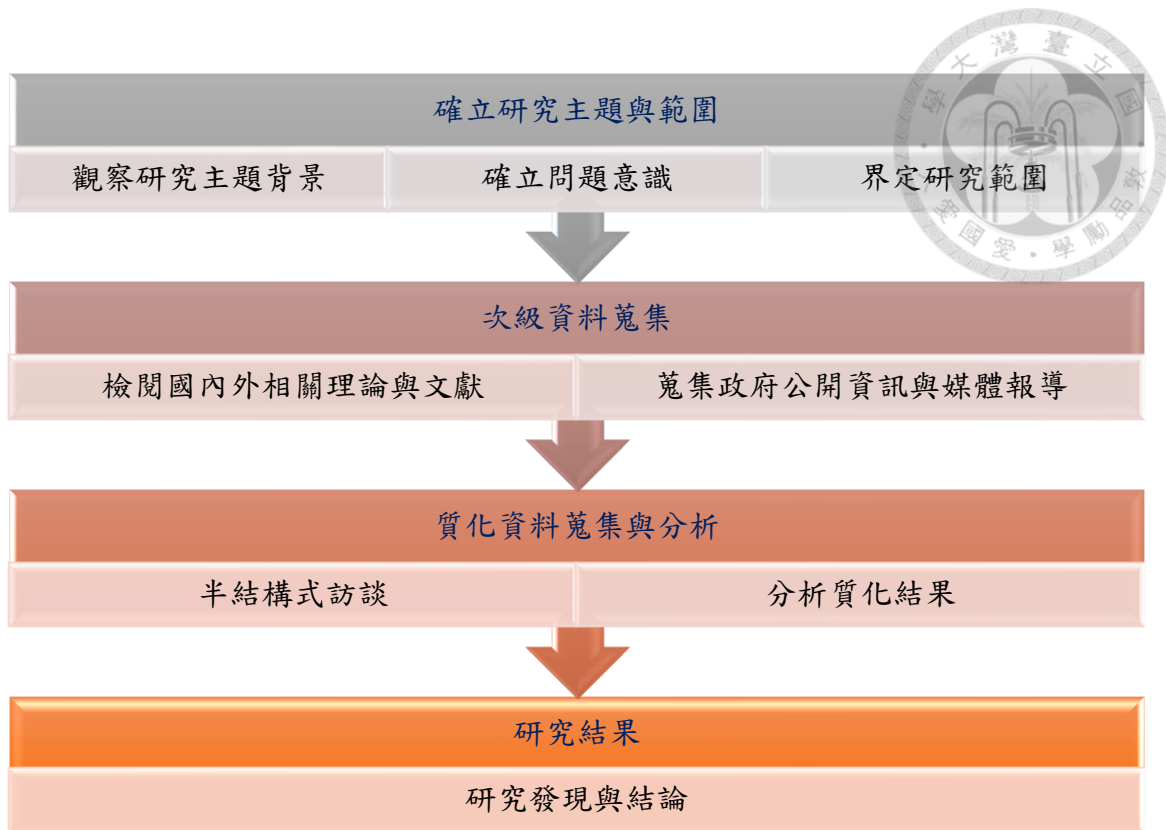 確立研究主題與範圍
觀察研究主題背景 確立問題意識 界定研究範圍
次級資料蒐集
檢閱國內外相關理論與文獻 蒐集政府公開資訊與媒體報導
質化資料蒐集與分析
半結構式訪談 分析質化結果
研究結果
研究發現與結論